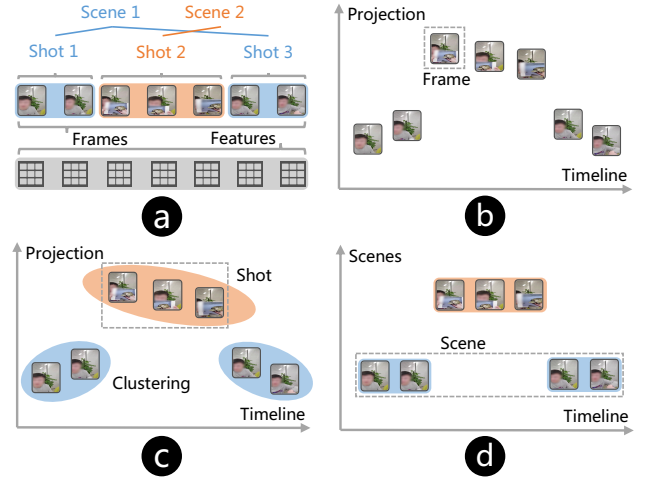 Scene 1 Scene 2
Shot 1 Shot 2 Shot 3
Frames Features
a
Projection
Frame
Timeline
b
Projection
Shot
Clustering
Timeline
c
Scenes
Scene
Timeline
d